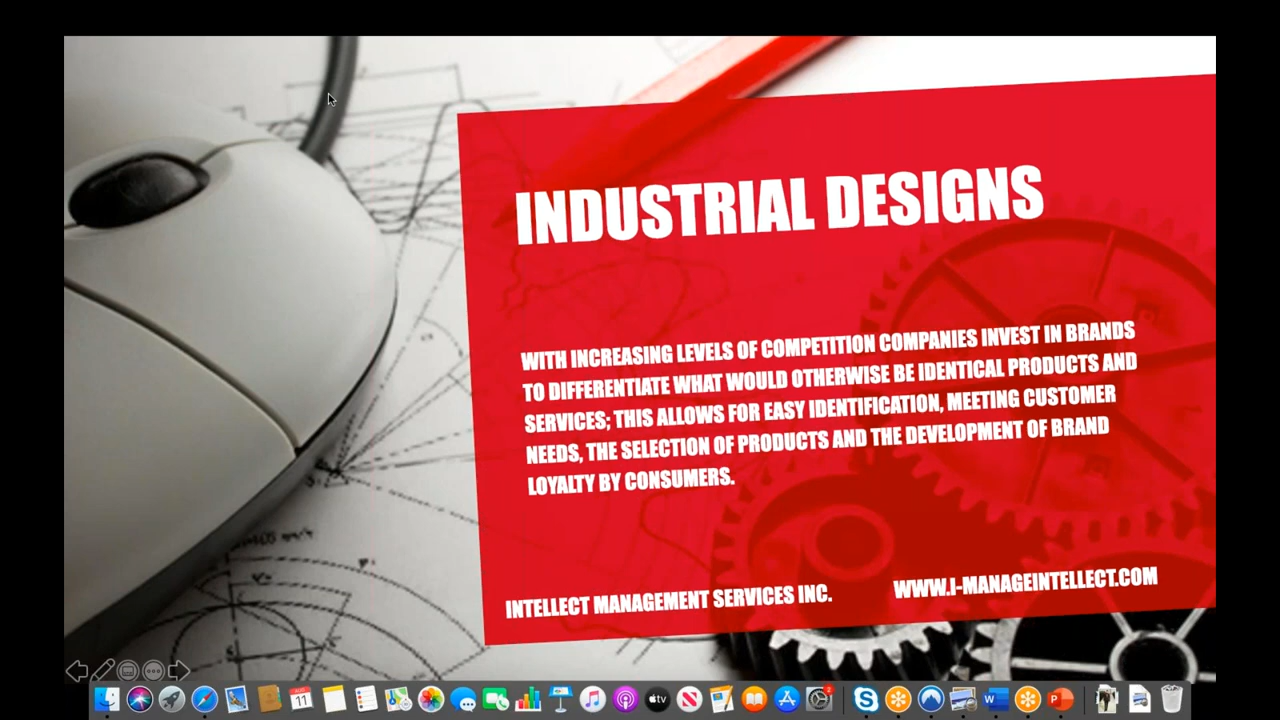 INDUSTRIAL DESIGNS
WITH INCREASING LEVELS OF COMPETITION COMPANIES INVEST IN BRANDS
TO DIFFERENTIATE WHAT WOULD OTHERWISE BE IDENTICAL PRODUCTS AND
SERVICES; THIS ALLOWS FOR EASY IDENTIFICATION, MEETING CUSTOMER
NEEDS, THE SELECTION OF PRODUCTS AND THE DEVELOPMENT OF BRAND
LOYALTY BY CONSUMERS.
INTELLECT MANAGEMENT SERVICES INC. WWW.I-MANAGEINTELLECT.COM
11
tv